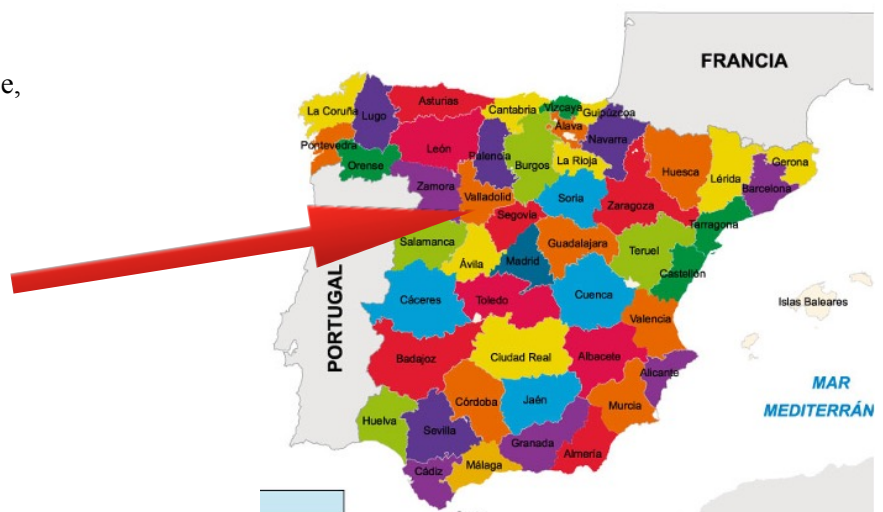 e,
FRANCIA
La Coruña
Lugo
Asturias
Cantabria
Vizcaya
Guipúzcoa
Álava
Navarra
Pontevedra
Orense
León
Palencia
Burgos
La Rioja
Huesca
Lérida
Gerona
Barcelona
Zamora
Valladolid
Soria
Zaragoza
Tarragona
Segovia
Salamanca
Ávila
Madrid
Guadalajara
Teruel
Castellón
PORTUGAL
Cáceres
Toledo
Cuenca
Valencia
Islas Baleares
Badajoz
Ciudad Real
Albacete
Alicante
MAR
MEDITERRÁN
Huelva
Sevilla
Córdoba
Jaén
Murcia
Granada
Almería
Cádiz
Málaga